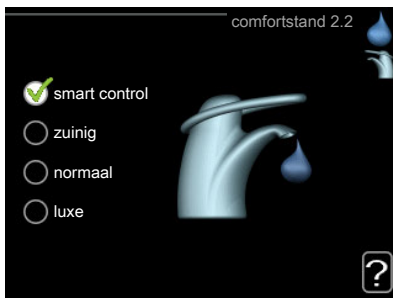 comfortstand 2.2
smart control
zuinig
normaal
luxe
?